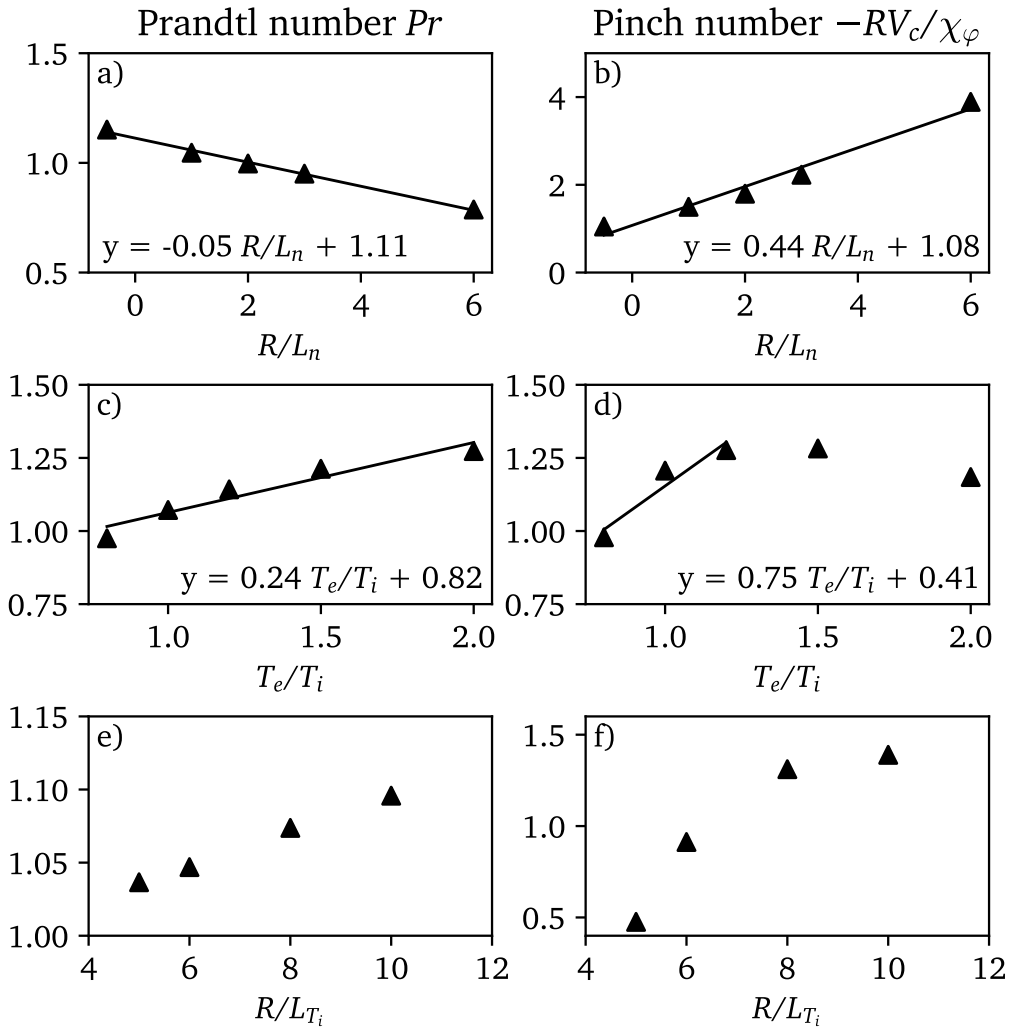 Prandtl number Pr
Pinch number −RV_c/χ_φ
1.5
1.0
0.5
a)
y = -0.05 R/L_n + 1.11
0 2 4 6
R/L_n
4
2
0
b)
y = 0.44 R/L_n + 1.08
0 2 4 6
R/L_n
1.50
1.25
1.00
0.75
c)
y = 0.24 T_e/T_i + 0.82
1.0 1.5 2.0
T_e/T_i
1.50
1.25
1.00
0.75
d)
y = 0.75 T_e/T_i + 0.41
1.0 1.5 2.0
T_e/T_i
1.15
1.10
1.05
1.00
e)
4 6 8 10 12
R/L_{T_i}
1.5
1.0
0.5
f)
4 6 8 10 12
R/L_{T_i}